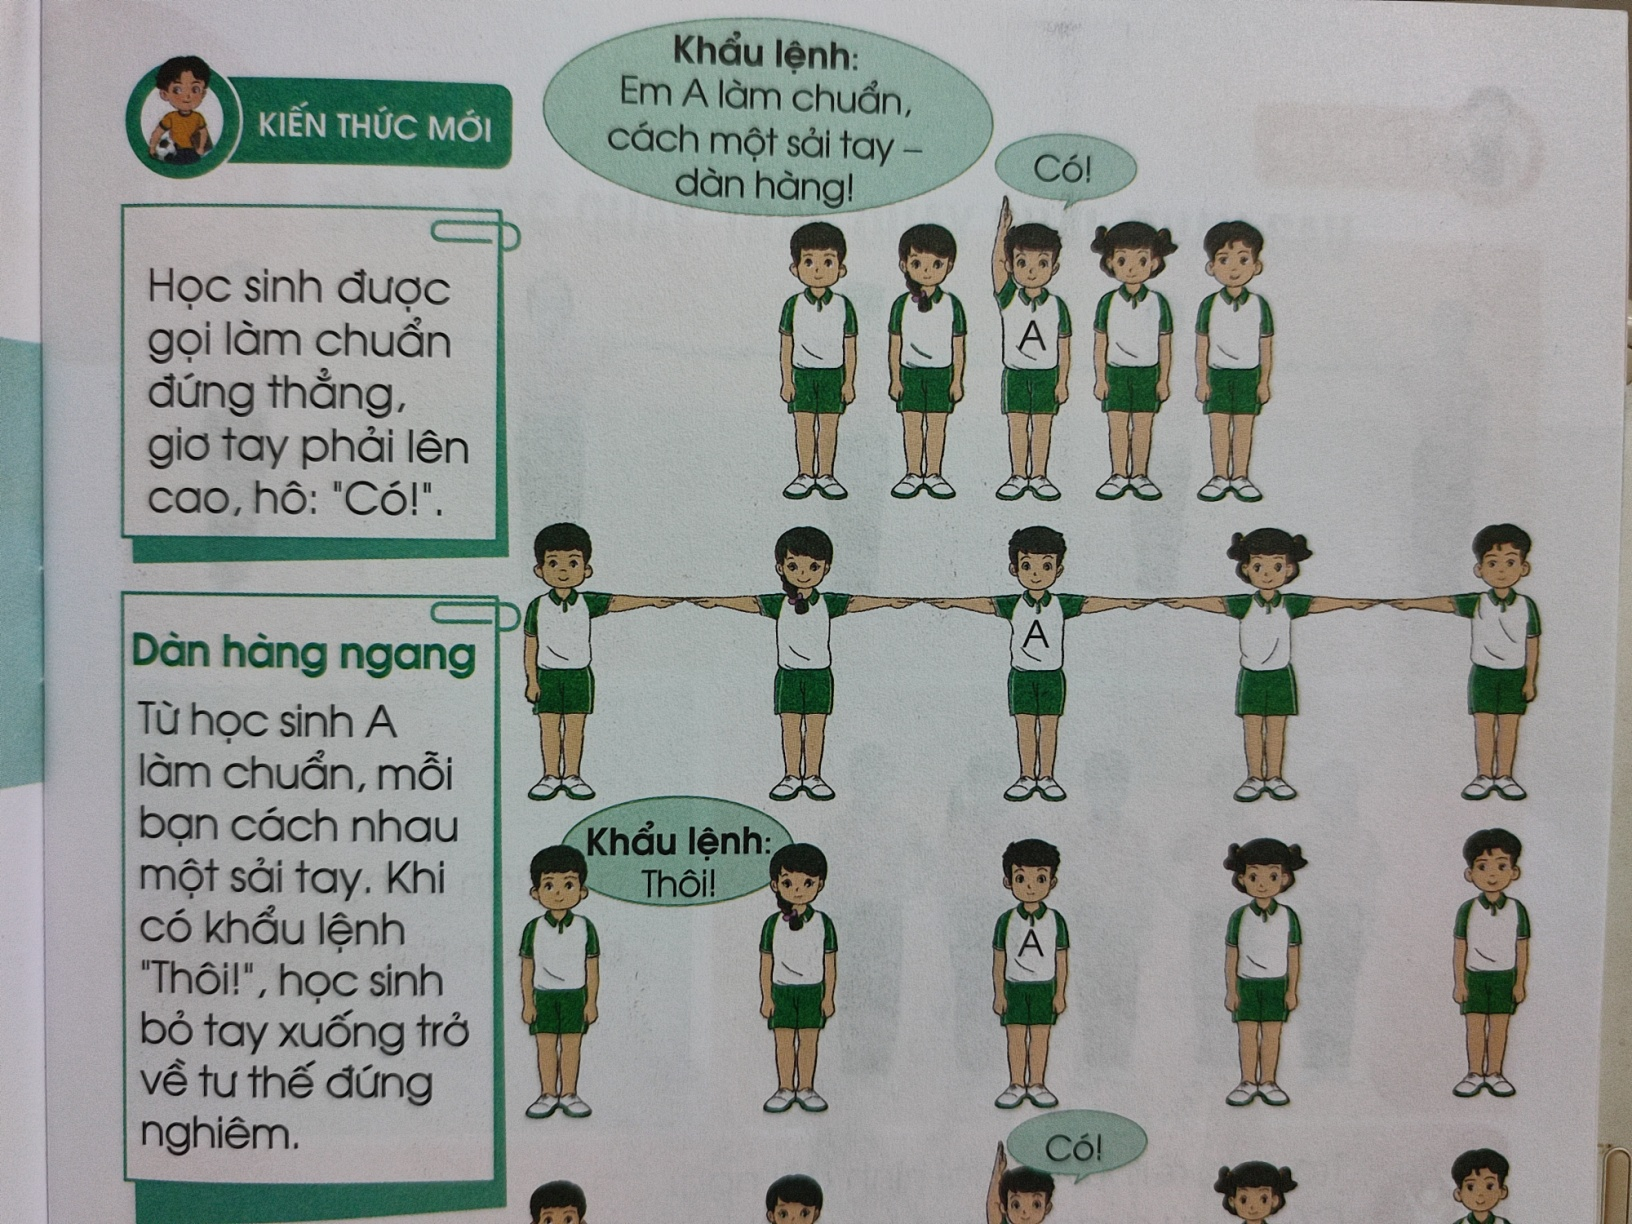 KIẾN THỨC MỚI
Khẩu lệnh:
Em A làm chuẩn,
cách một sải tay –
dàn hàng!
Có!
Học sinh được
gọi làm chuẩn
đứng thẳng,
giơ tay phải lên
cao, hô: "Có!".
A
A
Dàn hàng ngang
Từ học sinh A
làm chuẩn, mỗi
bạn cách nhau
một sải tay. Khi
có khẩu lệnh
"Thôi!", học sinh
bỏ tay xuống trở
về tư thế đứng
nghiêm.
Khẩu lệnh:
Thôi!
A
Có!